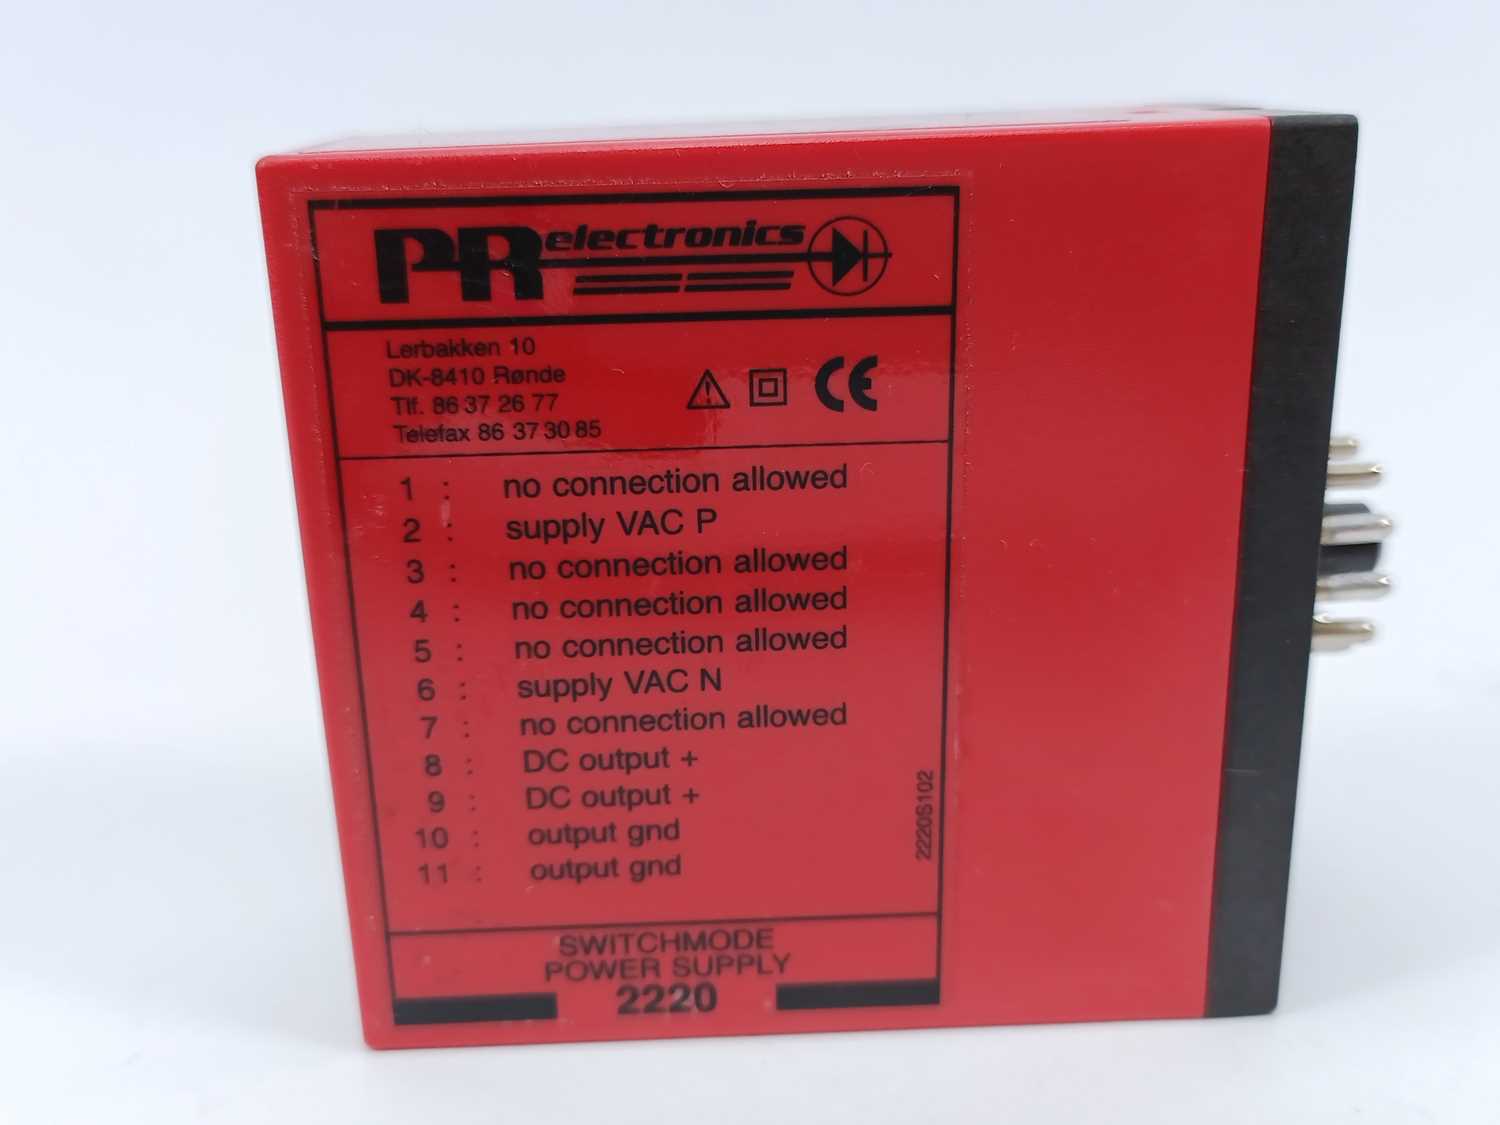 PR electronics
Lerbakken 10
DK-8410 Rønde
Tlf. 86 37 26 77
Telefax 86 37 30 85
CE
1 : no connection allowed
2 : supply VAC P
3 : no connection allowed
4 : no connection allowed
5 : no connection allowed
6 : supply VAC N
7 : no connection allowed
8 : DC output +
9 : DC output +
10 : output gnd
11 : output gnd
2220S102
SWITCHMODE
POWER SUPPLY
2220